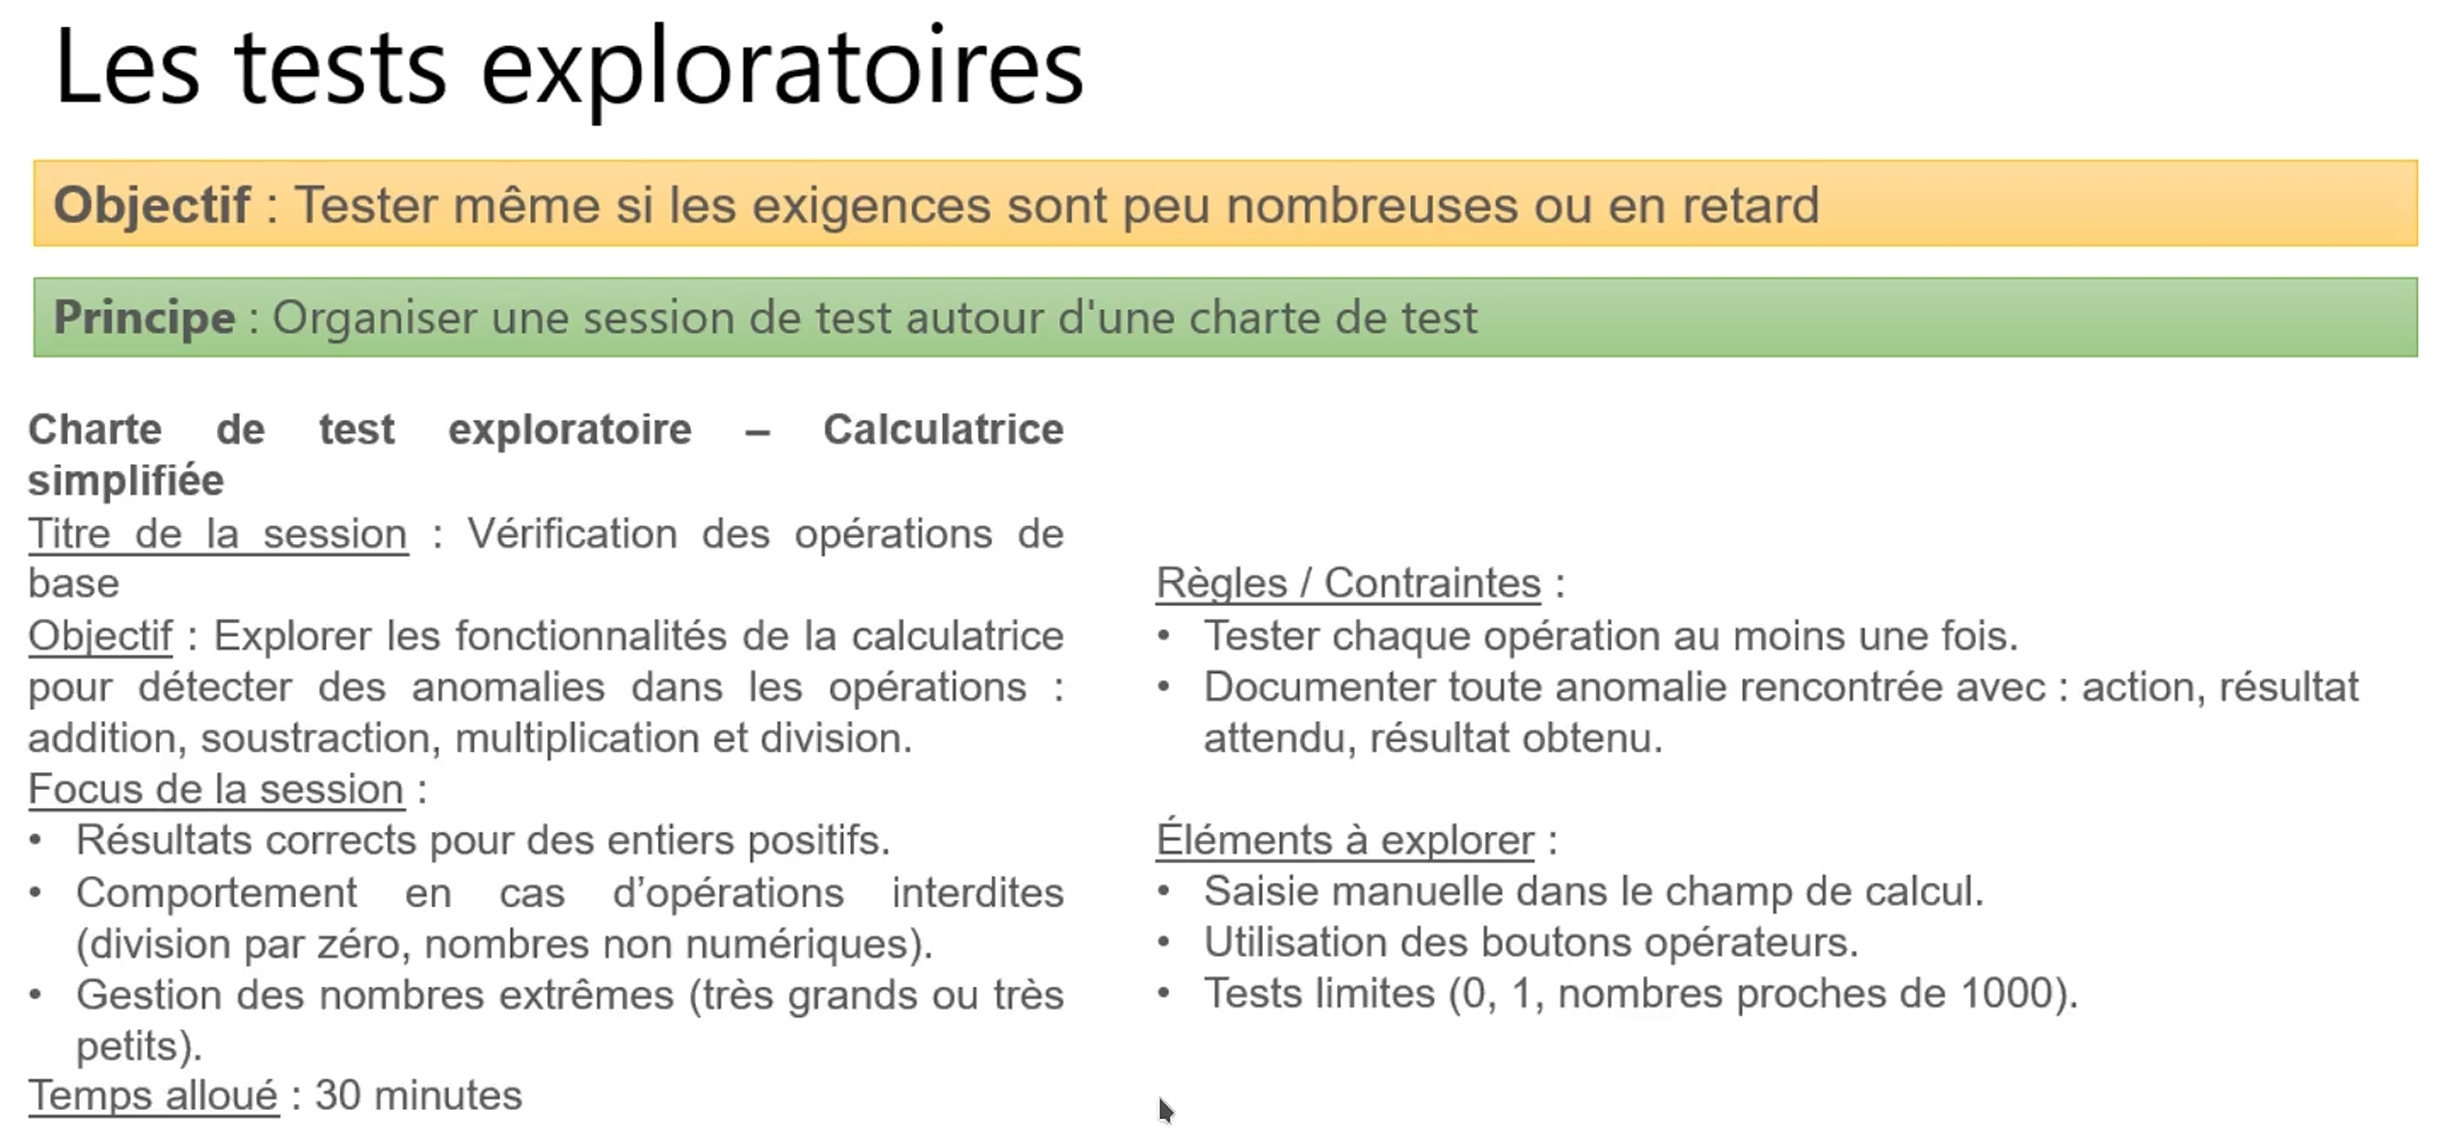 Les tests exploratoires
Objectif : Tester même si les exigences sont peu nombreuses ou en retard
Principe : Organiser une session de test autour d'une charte de test
Charte de test exploratoire – Calculatrice
simplifiée
Titre de la session : Vérification des opérations de
base
Objectif : Explorer les fonctionnalités de la calculatrice
pour détecter des anomalies dans les opérations :
addition, soustraction, multiplication et division.
Focus de la session :
• Résultats corrects pour des entiers positifs.
• Comportement en cas d’opérations interdites
(division par zéro, nombres non numériques).
• Gestion des nombres extrêmes (très grands ou très
petits).
Temps alloué : 30 minutes
Règles / Contraintes :
• Tester chaque opération au moins une fois.
• Documenter toute anomalie rencontrée avec : action, résultat
attendu, résultat obtenu.
Éléments à explorer :
• Saisie manuelle dans le champ de calcul.
• Utilisation des boutons opérateurs.
• Tests limites (0, 1, nombres proches de 1000).